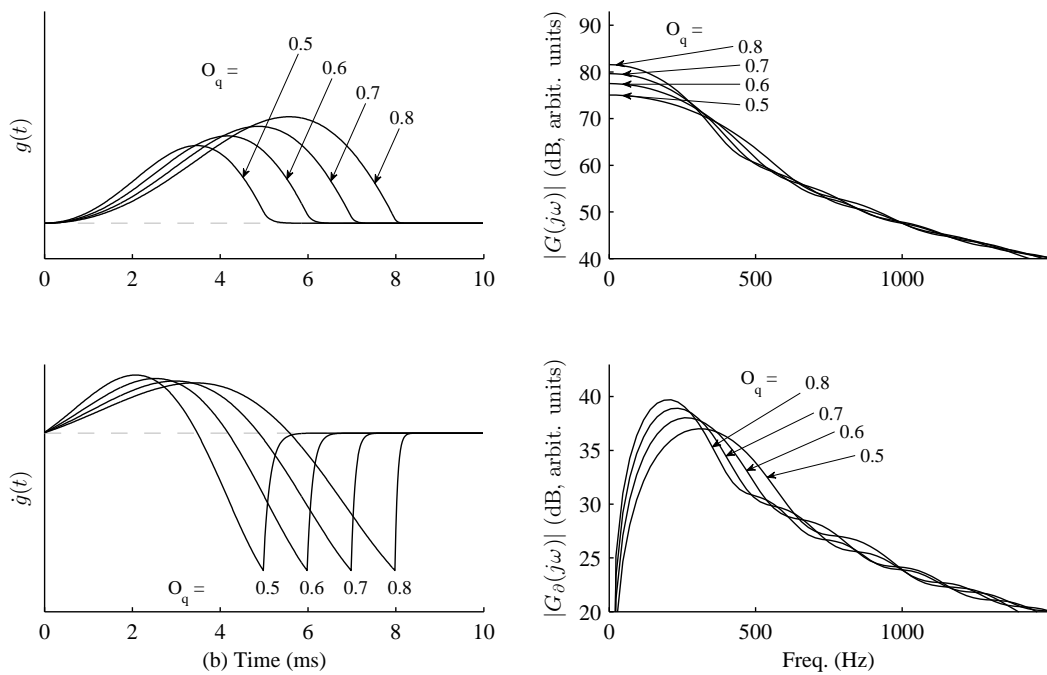 g(t)
O_q =
0.5
0.6
0.7
0.8
0 2 4 6 8 10
|G(jω)| (dB, arbit. units)
90
80
70
60
50
40
O_q =
0.8
0.7
0.6
0.5
0 500 1000
ġ(t)
O_q = 0.5 0.6 0.7 0.8
0 2 4 6 8 10
(b) Time (ms)
|G_∂(jω)| (dB, arbit. units)
40
35
30
25
20
O_q =
0.8
0.7
0.6
0.5
0 500 1000
Freq. (Hz)